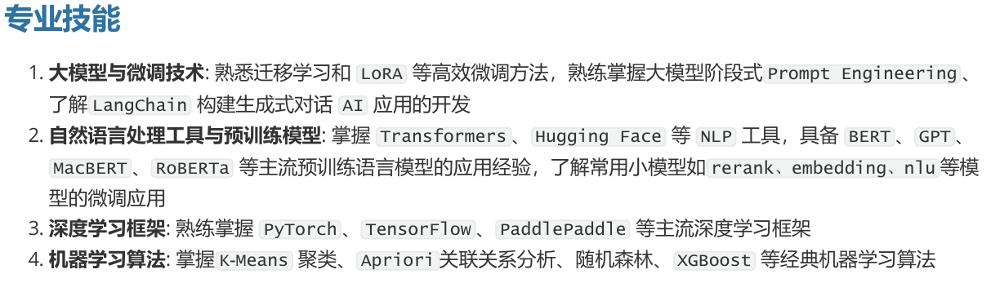 专业技能
1. 大模型与微调技术: 熟悉迁移学习和 LoRA 等高效微调方法，熟练掌握大模型阶段式 Prompt Engineering、
了解 LangChain 构建生成式对话 AI 应用的开发
2. 自然语言处理工具与预训练模型: 掌握 Transformers、Hugging Face 等 NLP 工具，具备 BERT、GPT、
MacBERT、RoBERTa 等主流预训练语言模型的应用经验，了解常用小模型如 rerank、embedding、nlu 等模
型的微调应用
3. 深度学习框架: 熟练掌握 PyTorch、TensorFlow、PaddlePaddle 等主流深度学习框架
4. 机器学习算法: 掌握 K-Means 聚类、Apriori 关联关系分析、随机森林、XGBoost 等经典机器学习算法